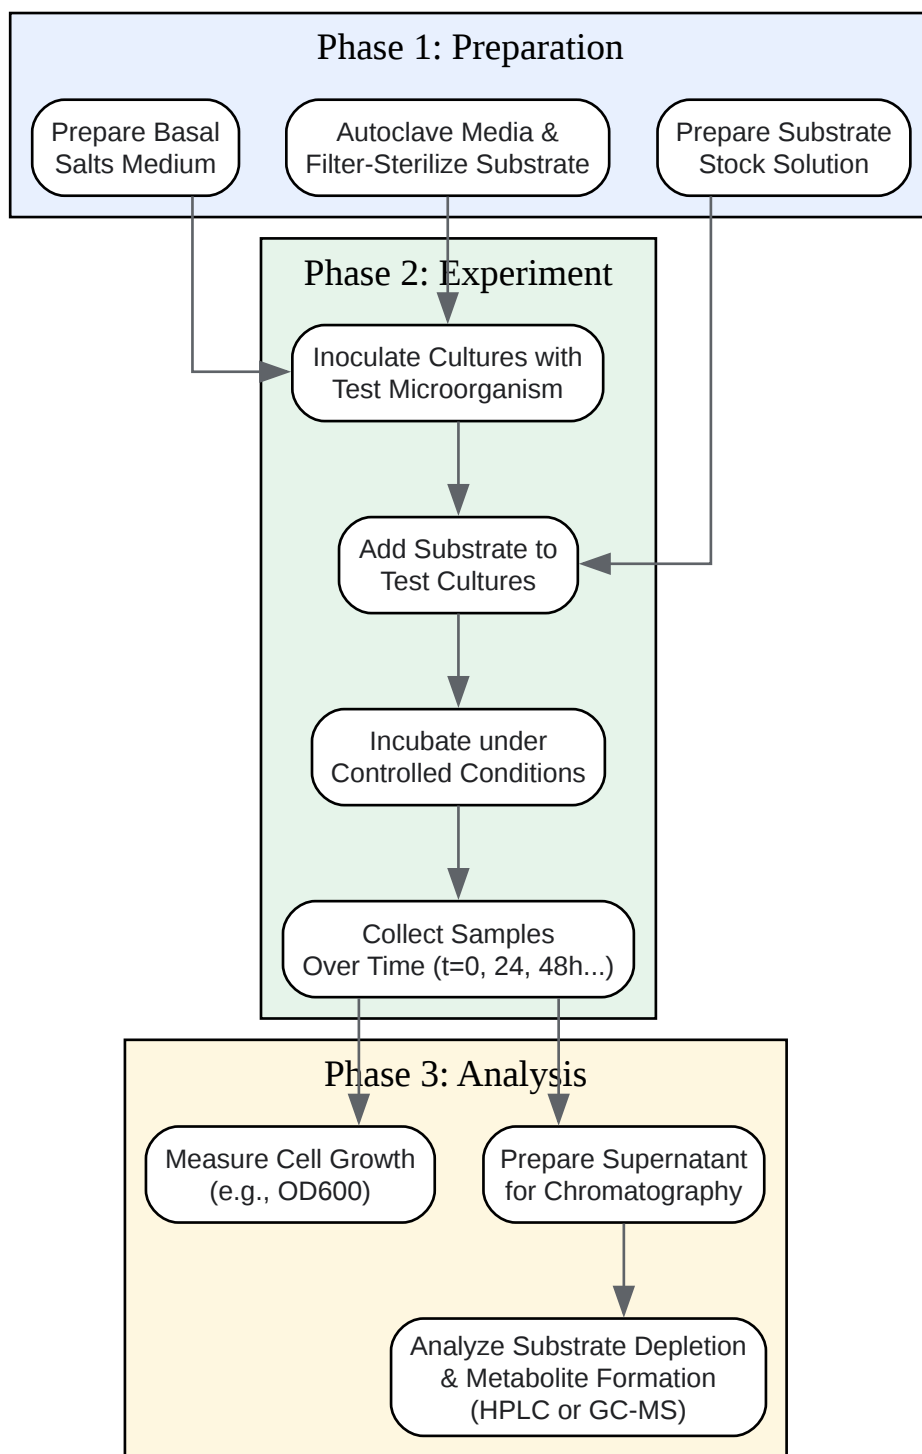 Phase 1: Preparation
Prepare Basal
Salts Medium
Autoclave Media &
Filter-Sterilize Substrate
Prepare Substrate
Stock Solution
Phase 2: Experiment
Inoculate Cultures with
Test Microorganism
Add Substrate to
Test Cultures
Incubate under
Controlled Conditions
Collect Samples
Over Time (t=0, 24, 48h...)
Phase 3: Analysis
Measure Cell Growth
(e.g., OD600)
Prepare Supernatant
for Chromatography
Analyze Substrate Depletion
& Metabolite Formation
(HPLC or GC-MS)